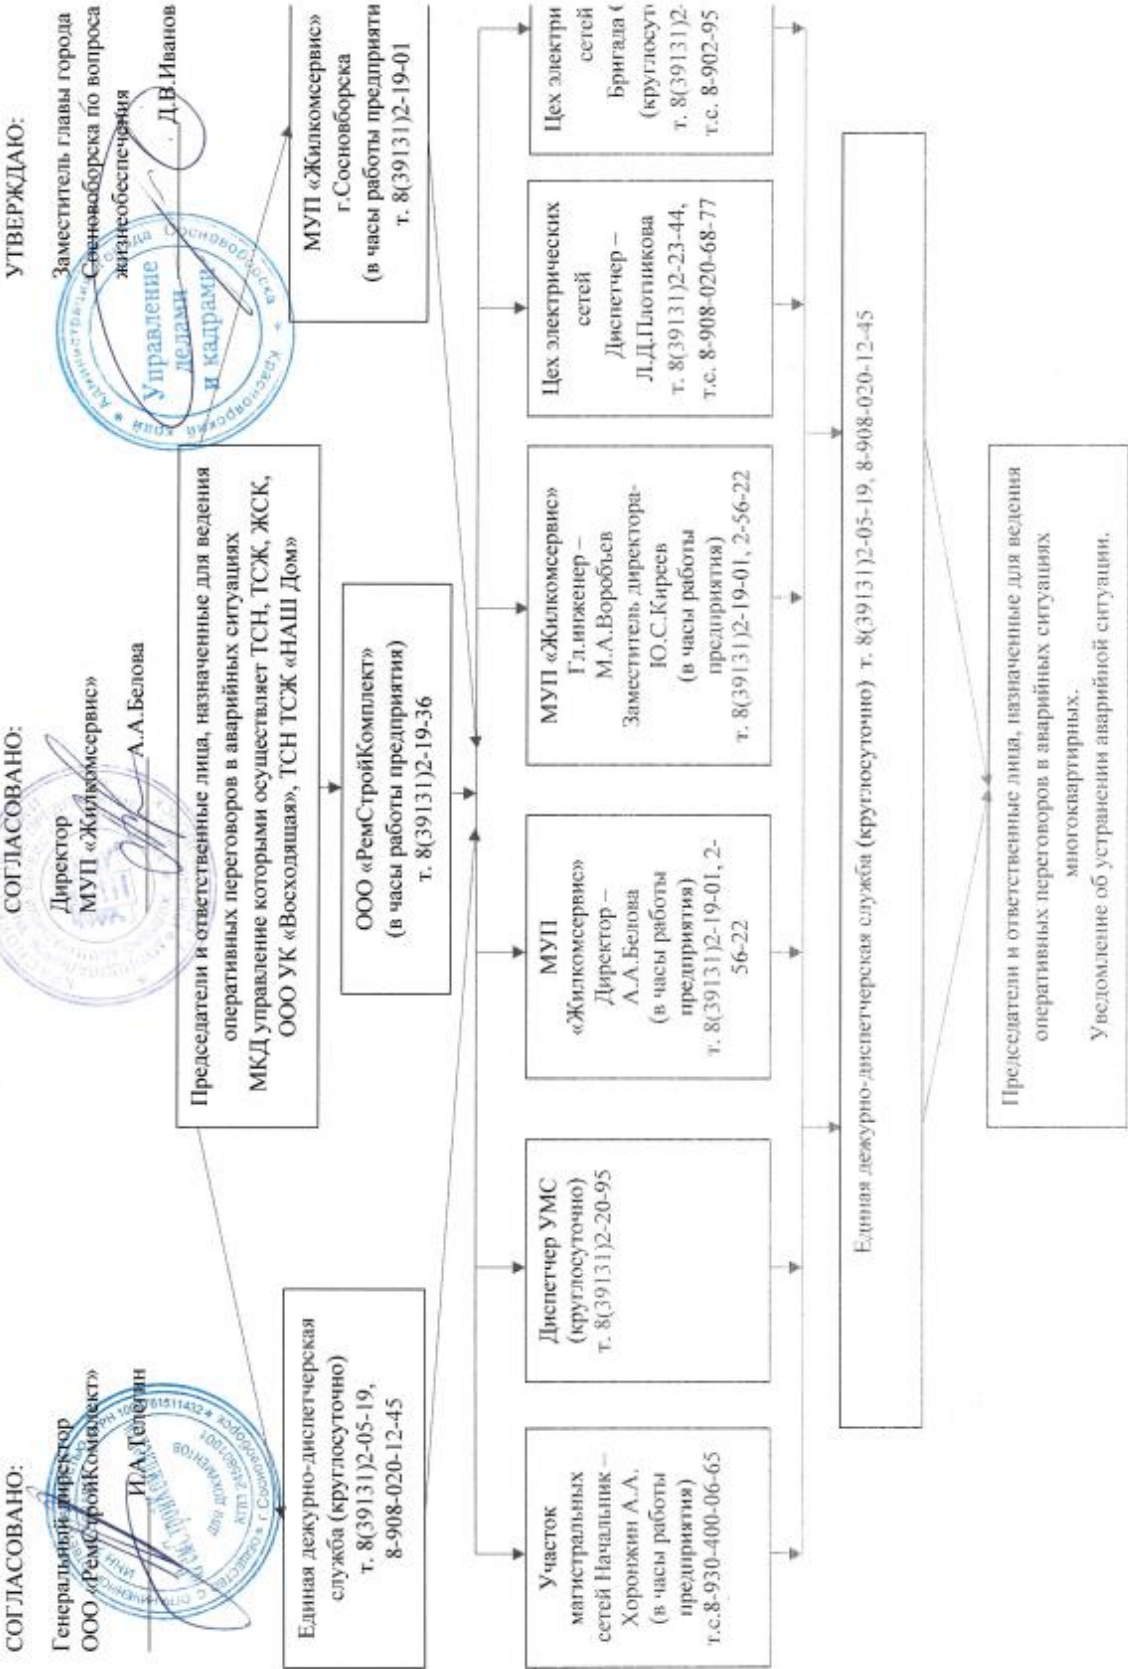 СОГЛАСОВАНО:
Генеральный директор
ООО «РемСтройКомплект»
И.А.Телегин
СОГЛАСОВАНО:
Директор
МУП «Жилкомсервис»
А.А.Белова
УТВЕРЖДАЮ:
Заместитель главы города
Сосновоборска по вопроса
жизнеобеспечения
Д.В.Иванов
Управление
делами
и кадрами
Председатели и ответственные лица, назначенные для ведения
оперативных переговоров в аварийных ситуациях
МКД управление которыми осуществляет ТСН, ТСЖ, ЖСК,
ООО УК «Восходящая», ТСН ТСЖ «НАШ Дом»
Единая дежурно-диспетчерская
служба (круглосуточно)
т. 8(39131)2-05-19,
8-908-020-12-45
ООО «РемСтройКомплект»
(в часы работы предприятия)
т. 8(39131)2-19-36
МУП «Жилкомсервис»
г.Сосновборска
(в часы работы предприяти
т. 8(39131)2-19-01
Участок
магистральных
сетей Начальник –
Хоронжин А.А.
(в часы работы
предприятия)
т.с.8-930-400-06-65
Диспетчер УМС
(круглосуточно)
т. 8(39131)2-20-95
МУП
«Жилкомсервис»
Директор –
А.А.Белова
(в часы работы
предприятия)
т. 8(39131)2-19-01, 2-
56-22
МУП «Жилкомсервис»
Гл.инженер –
М.А.Воробьев
Заместитель директора-
Ю.С.Киреев
(в часы работы
предприятия)
т. 8(39131)2-19-01, 2-56-22
Цех электрических
сетей
Диспетчер –
Л.Д.Плотникова
т. 8(39131)2-23-44,
т.с. 8-908-020-68-77
Цех электри
сетей
Бригада
(круглосут
т. 8(39131)2-
т.с. 8-902-95
Единая дежурно-диспетчерская служба (круглосуточно) т. 8(39131)2-05-19, 8-908-020-12-45
Председатели и ответственные лица, назначенные для ведения
оперативных переговоров в аварийных ситуациях
многоквартирных.
Уведомление об устранении аварийной ситуации.